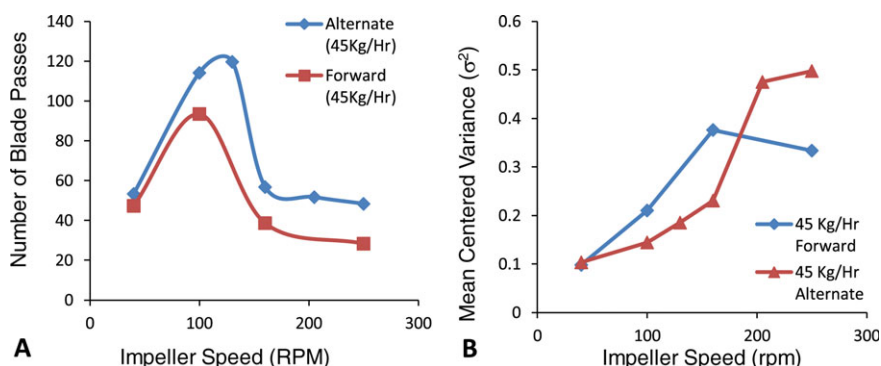 Number of Blade Passes
140
120
100
80
60
40
20
0
0
100
200
300
Impeller Speed (RPM)
Alternate
(45Kg/Hr)
Forward
(45Kg/Hr)
A
Mean Centered Variance (σ²)
0.6
0.5
0.4
0.3
0.2
0.1
0
0
100
200
300
Impeller Speed (rpm)
45 Kg/Hr
Forward
45 Kg/Hr
Alternate
B